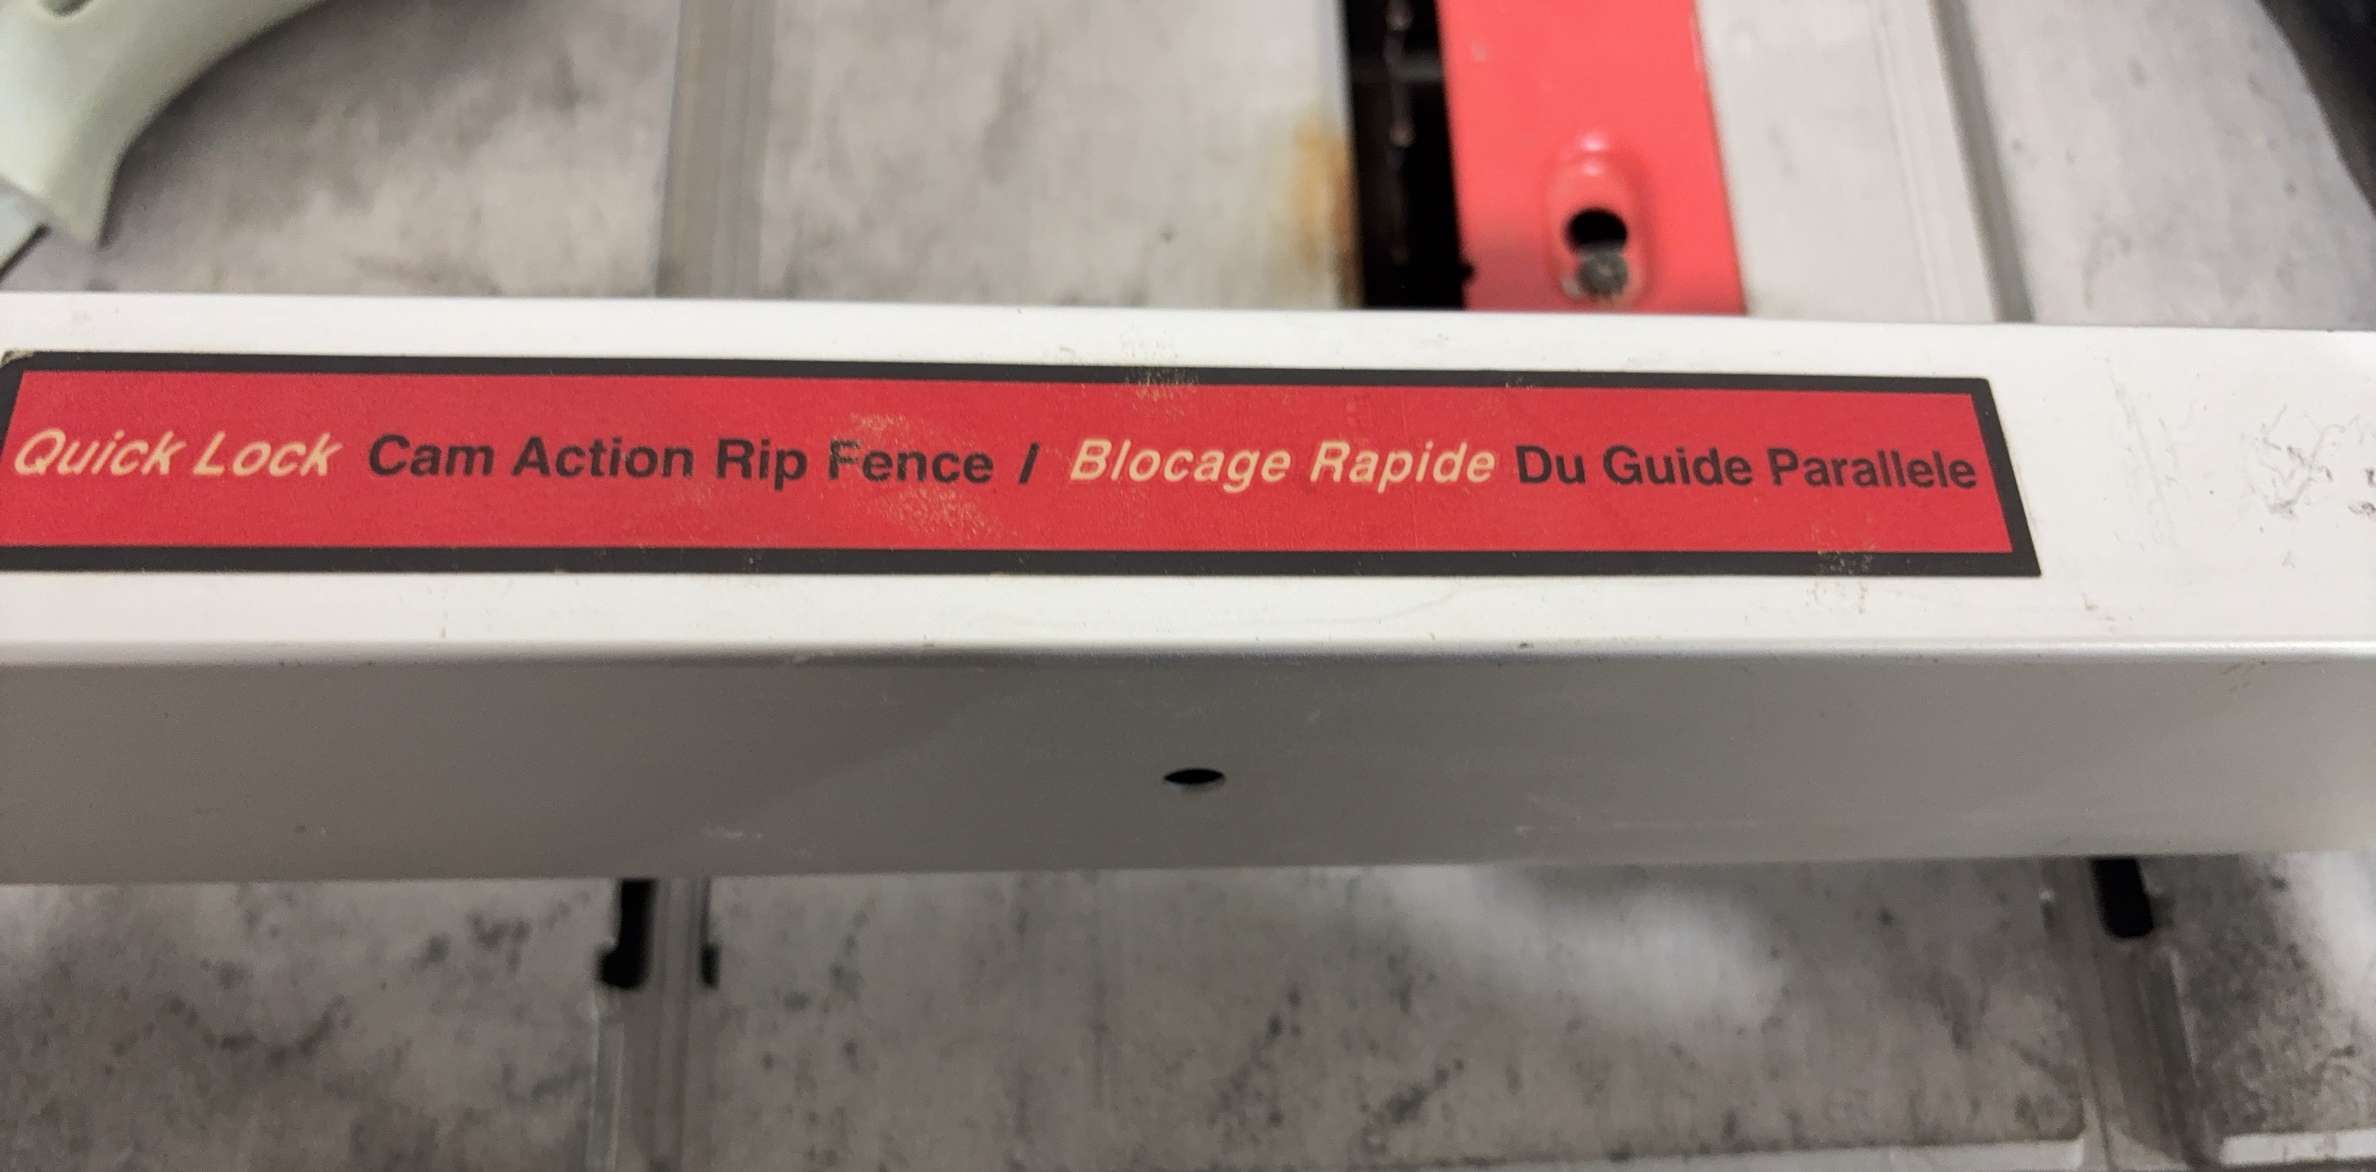 Quick Lock Cam Action Rip Fence / Blocage Rapide Du Guide Parallele